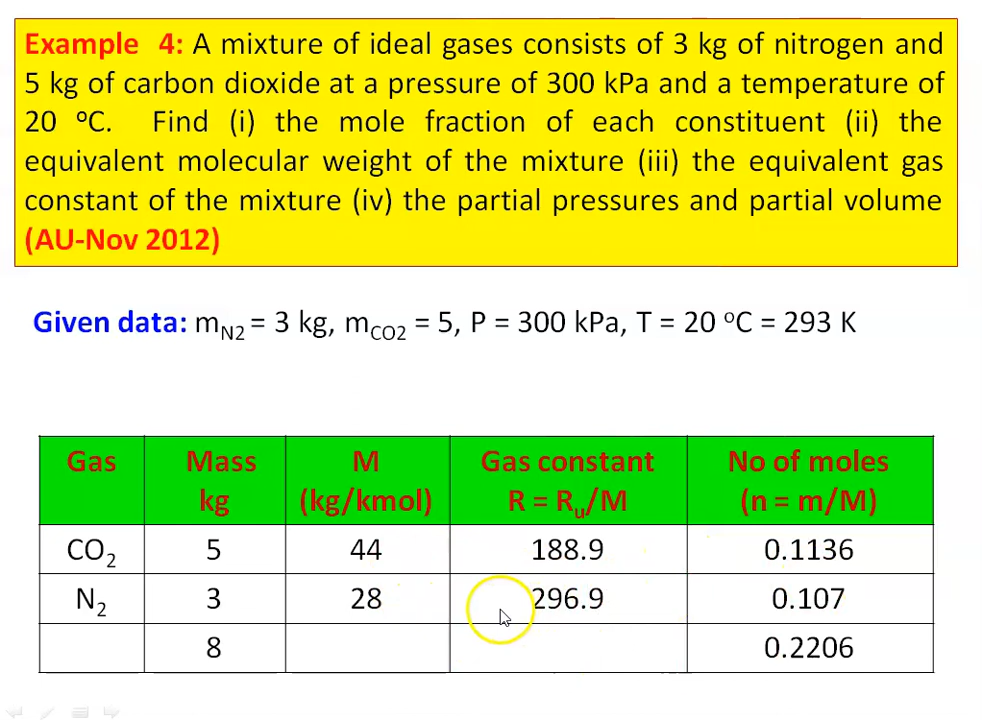 Example 4: A mixture of ideal gases consists of 3 kg of nitrogen and
5 kg of carbon dioxide at a pressure of 300 kPa and a temperature of
20 °C. Find (i) the mole fraction of each constituent (ii) the
equivalent molecular weight of the mixture (iii) the equivalent gas
constant of the mixture (iv) the partial pressures and partial volume
(AU-Nov 2012)
Given data: m_N2 = 3 kg, m_CO2 = 5, P = 300 kPa, T = 20 °C = 293 K
Gas Mass kg M (kg/kmol) Gas constant R = R_u/M No of moles (n = m/M)
CO₂ 5 44 188.9 0.1136
N₂ 3 28 296.9 0.107
8 0.2206